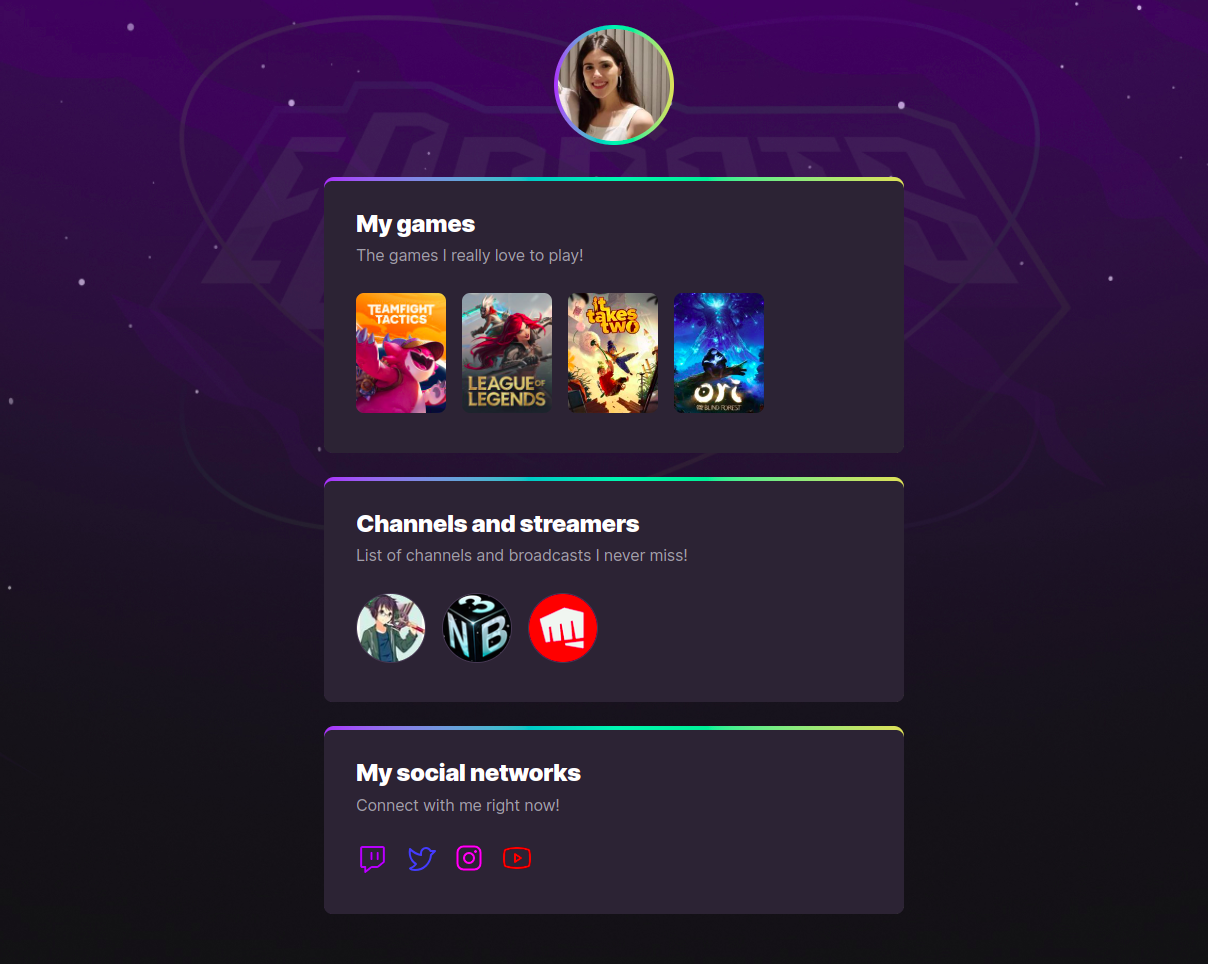 My games
The games I really love to play!
TEAMFIGHT
TACTICS
LEAGUE OF
LEGENDS
it
takes
two
ori
AND THE BLIND FOREST
Channels and streamers
List of channels and broadcasts I never miss!
3
N B
My social networks
Connect with me right now!